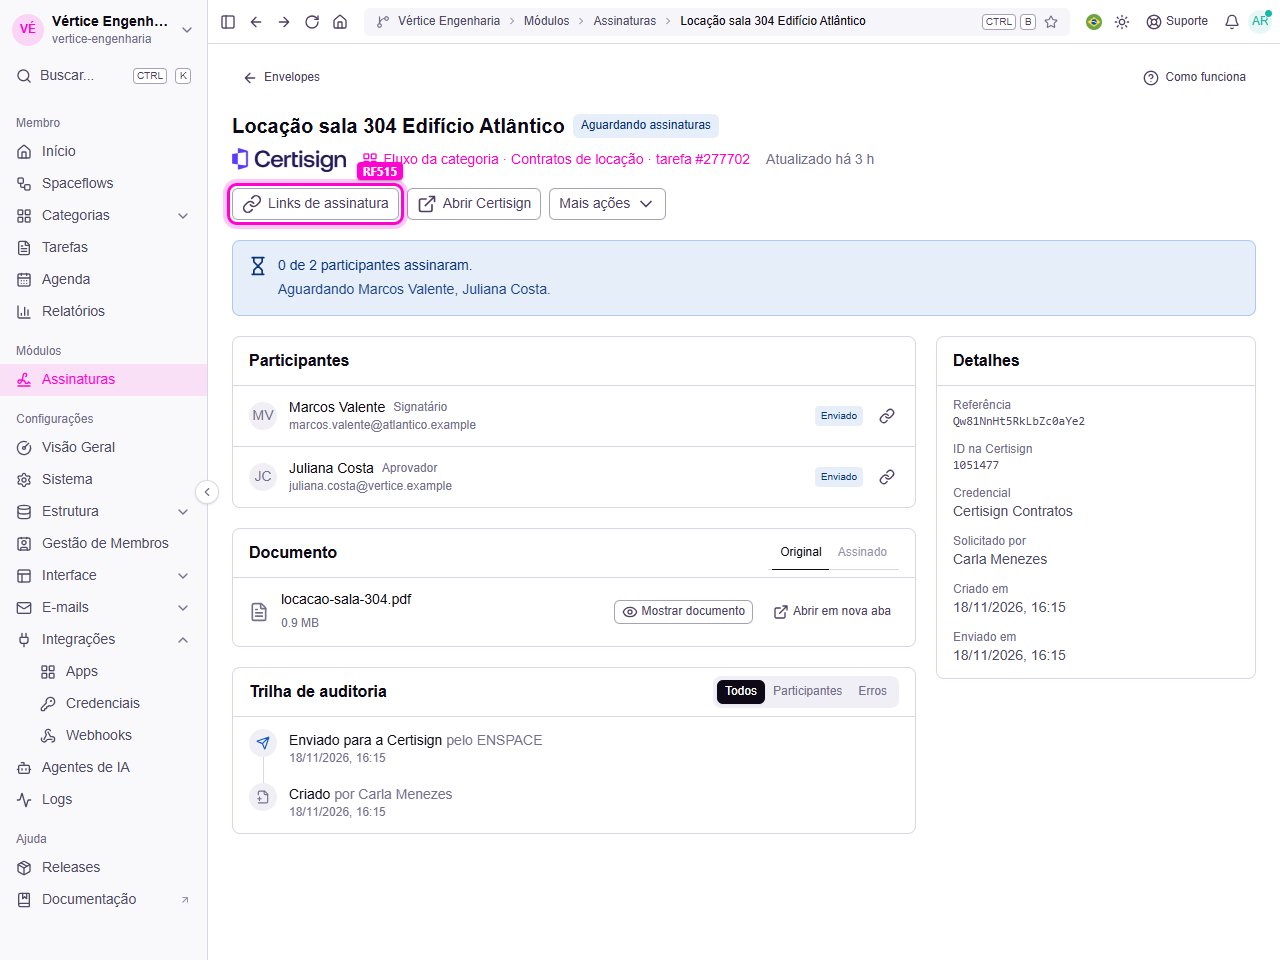 VÉ
Vértice Engenh...
vertice-engenharia
Vértice Engenharia
Módulos
Assinaturas
Locação sala 304 Edifício Atlântico
CTRL
B
Suporte
AR
Buscar...
CTRL
K
Membro
Início
Spaceflows
Categorias
Tarefas
Agenda
Relatórios
Módulos
Assinaturas
Configurações
Visão Geral
Sistema
Estrutura
Gestão de Membros
Interface
E-mails
Integrações
Apps
Credenciais
Webhooks
Agentes de IA
Logs
Ajuda
Releases
Documentação
Envelopes
Como funciona
Locação sala 304 Edifício Atlântico
Aguardando assinaturas
Certisign
Fluxo da categoria · Contratos de locação · tarefa #277702
Atualizado há 3 h
RF515
Links de assinatura
Abrir Certisign
Mais ações
0 de 2 participantes assinaram.
Aguardando Marcos Valente, Juliana Costa.
Participantes
MV
Marcos Valente Signatário
marcos.valente@atlantico.example
Enviado
JC
Juliana Costa Aprovador
juliana.costa@vertice.example
Enviado
Documento
Original
Assinado
locacao-sala-304.pdf
0.9 MB
Mostrar documento
Abrir em nova aba
Trilha de auditoria
Todos
Participantes
Erros
Enviado para a Certisign pelo ENSPACE
18/11/2026, 16:15
Criado por Carla Menezes
18/11/2026, 16:15
Detalhes
Referência
Qw81NnHt5RkLbZc0aYe2
ID na Certisign
1051477
Credencial
Certisign Contratos
Solicitado por
Carla Menezes
Criado em
18/11/2026, 16:15
Enviado em
18/11/2026, 16:15